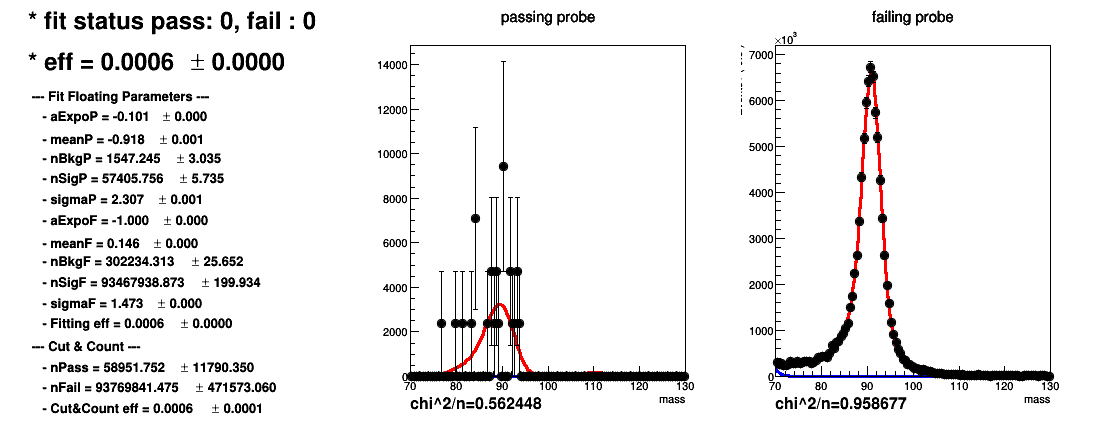 * fit status pass: 0, fail : 0
* eff = 0.0006 ± 0.0000
--- Fit Floating Parameters ---
- aExpoP = -0.101 ± 0.000
- meanP = -0.918 ± 0.001
- nBkgP = 1547.245 ± 3.035
- nSigP = 57405.756 ± 5.735
- sigmaP = 2.307 ± 0.001
- aExpoF = -1.000 ± 0.000
- meanF = 0.146 ± 0.000
- nBkgF = 302234.313 ± 25.652
- nSigF = 93467938.873 ± 199.934
- sigmaF = 1.473 ± 0.000
- Fitting eff = 0.0006 ± 0.0000
--- Cut & Count ---
- nPass = 58951.752 ± 11790.350
- nFail = 93769841.475 ± 471573.060
- Cut&Count eff = 0.0006 ± 0.0001
passing probe
14000
12000
10000
8000
6000
4000
2000
0
70 80 90 100 110 120 130
mass
chi^2/n=0.562448
failing probe
×10³
7000
6000
5000
4000
3000
2000
1000
0
70 80 90 100 110 120 130
mass
chi^2/n=0.958677